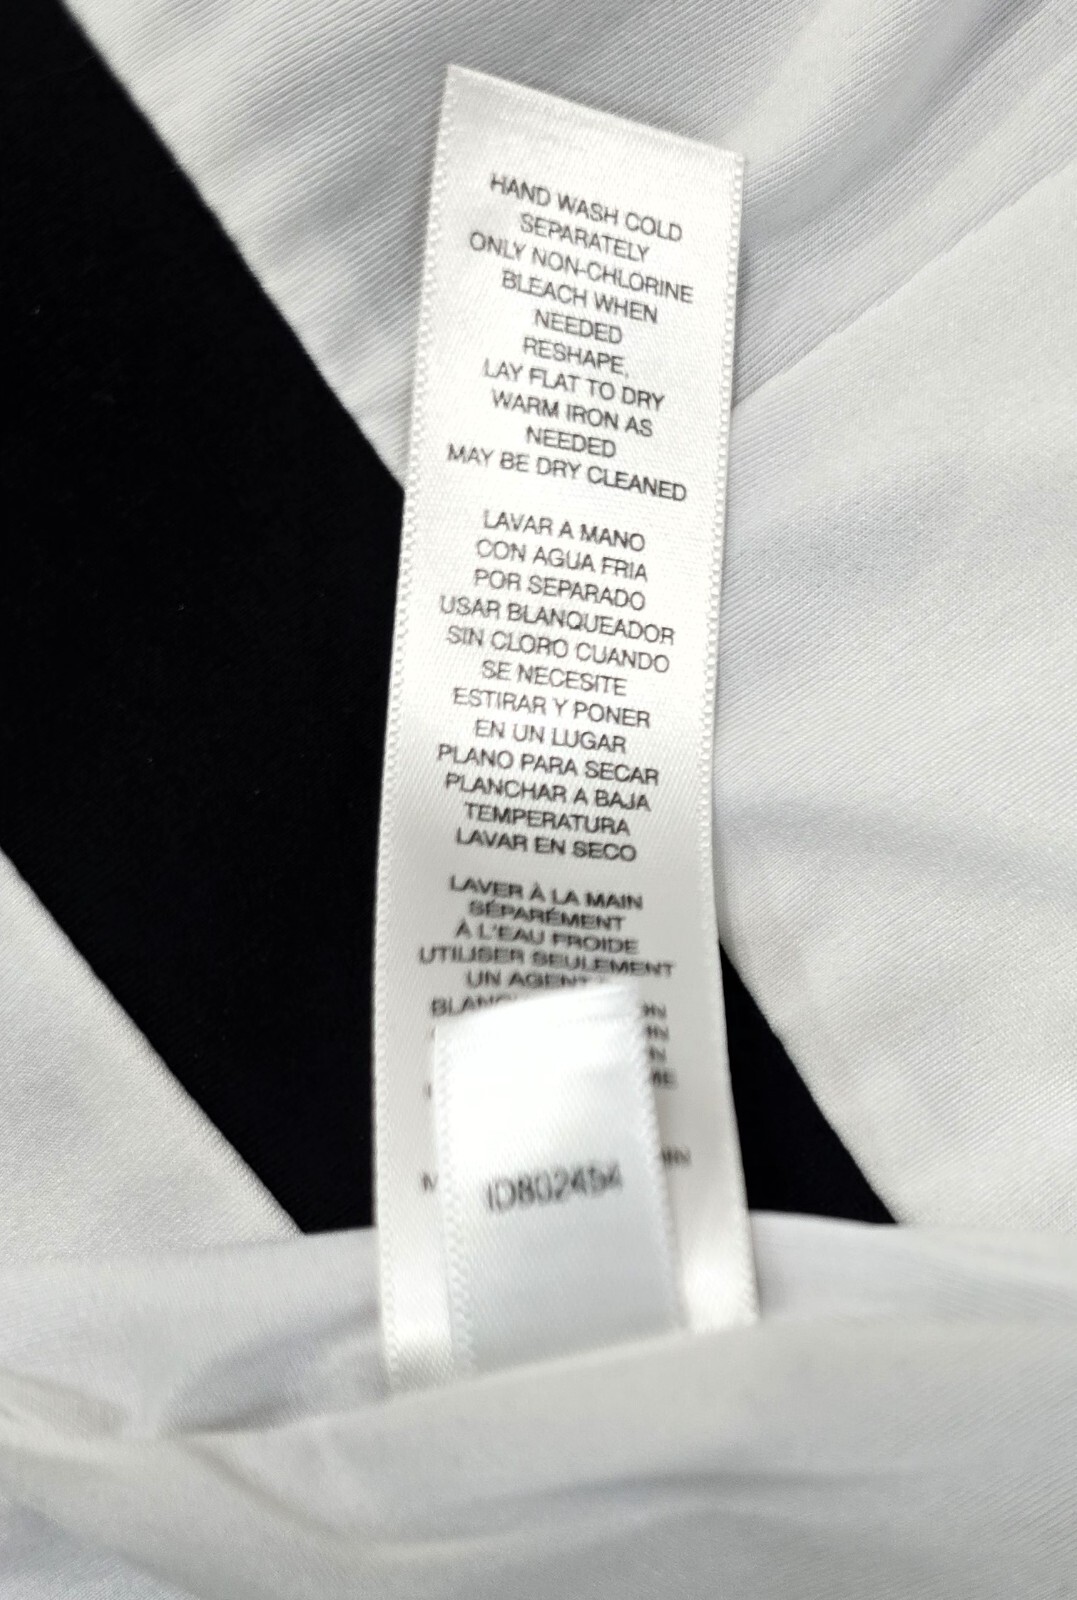 HAND WASH COLD
SEPARATELY
ONLY NON-CHLORINE
BLEACH WHEN
NEEDED
RESHAPE,
LAY FLAT TO DRY
WARM IRON AS
NEEDED
MAY BE DRY CLEANED
LAVAR A MANO
CON AGUA FRIA
POR SEPARADO
USAR BLANQUEADOR
SIN CLORO CUANDO
SE NECESITE
ESTIRAR Y PONER
EN UN LUGAR
PLANO PARA SECAR
PLANCHAR A BAJA
TEMPERATURA
LAVAR EN SECO
LAVER À LA MAIN
SÉPARÉMENT
À L'EAU FROIDE
UTILISER SEULEMENT
UN AGENT
ID802454